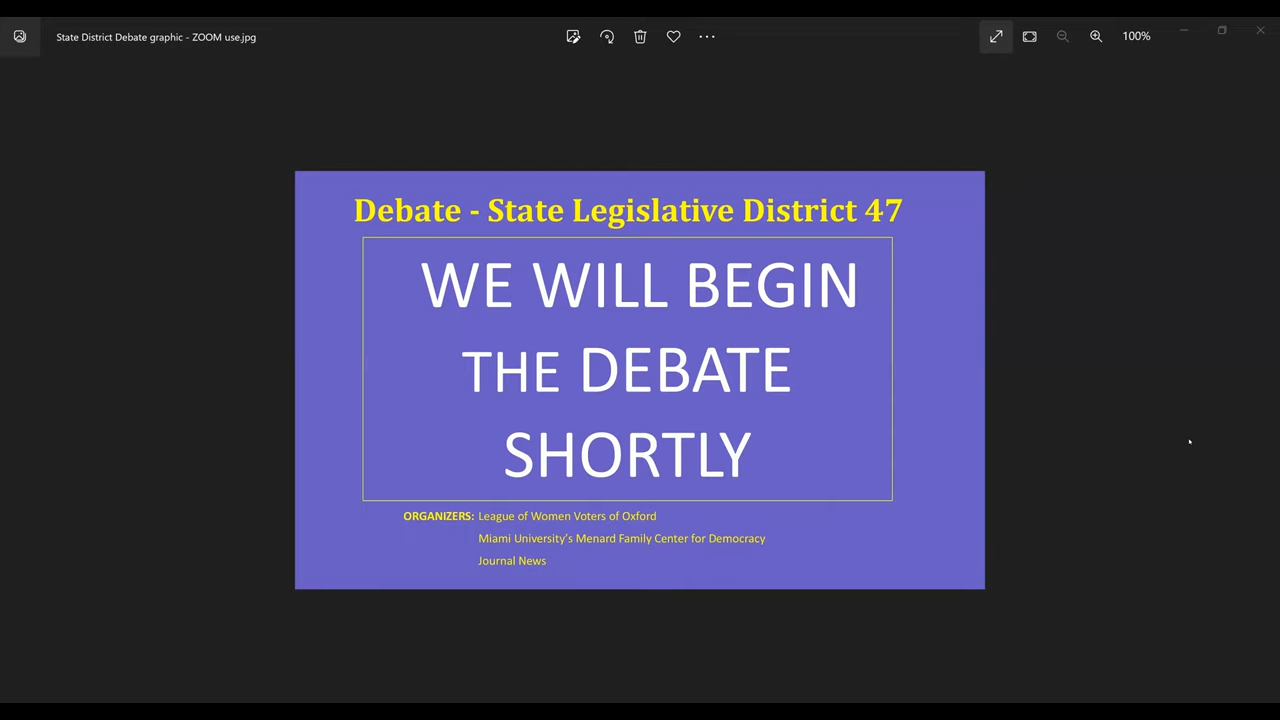 State District Debate graphic - ZOOM use.jpg
100%
Debate - State Legislative District 47
WE WILL BEGIN
THE DEBATE
SHORTLY
ORGANIZERS: League of Women Voters of Oxford
Miami University’s Menard Family Center for Democracy
Journal News